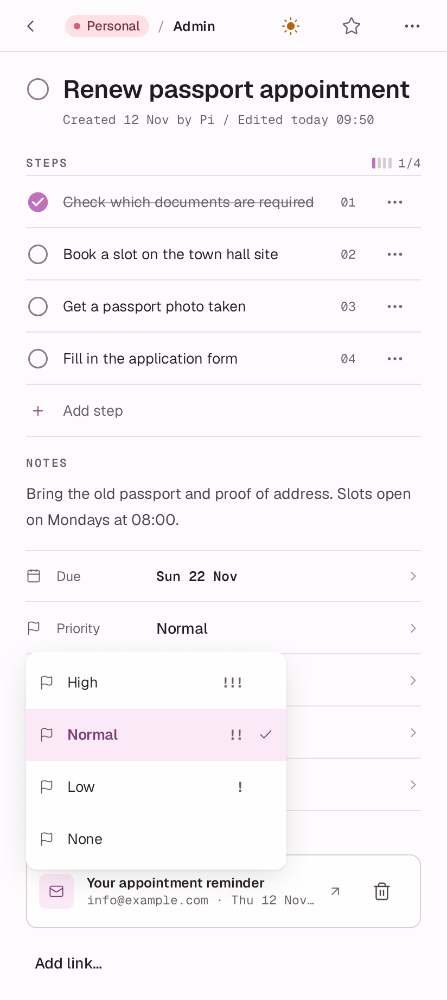 Personal / Admin
Renew passport appointment
Created 12 Nov by Pi / Edited today 09:50
STEPS 1/4
Check which documents are required 01
Book a slot on the town hall site 02
Get a passport photo taken 03
Fill in the application form 04
+ Add step
NOTES
Bring the old passport and proof of address. Slots open
on Mondays at 08:00.
Due Sun 22 Nov
Priority Normal
High !!!
Normal !!
Low !
None
Your appointment reminder
info@example.com · Thu 12 Nov…
Add link…